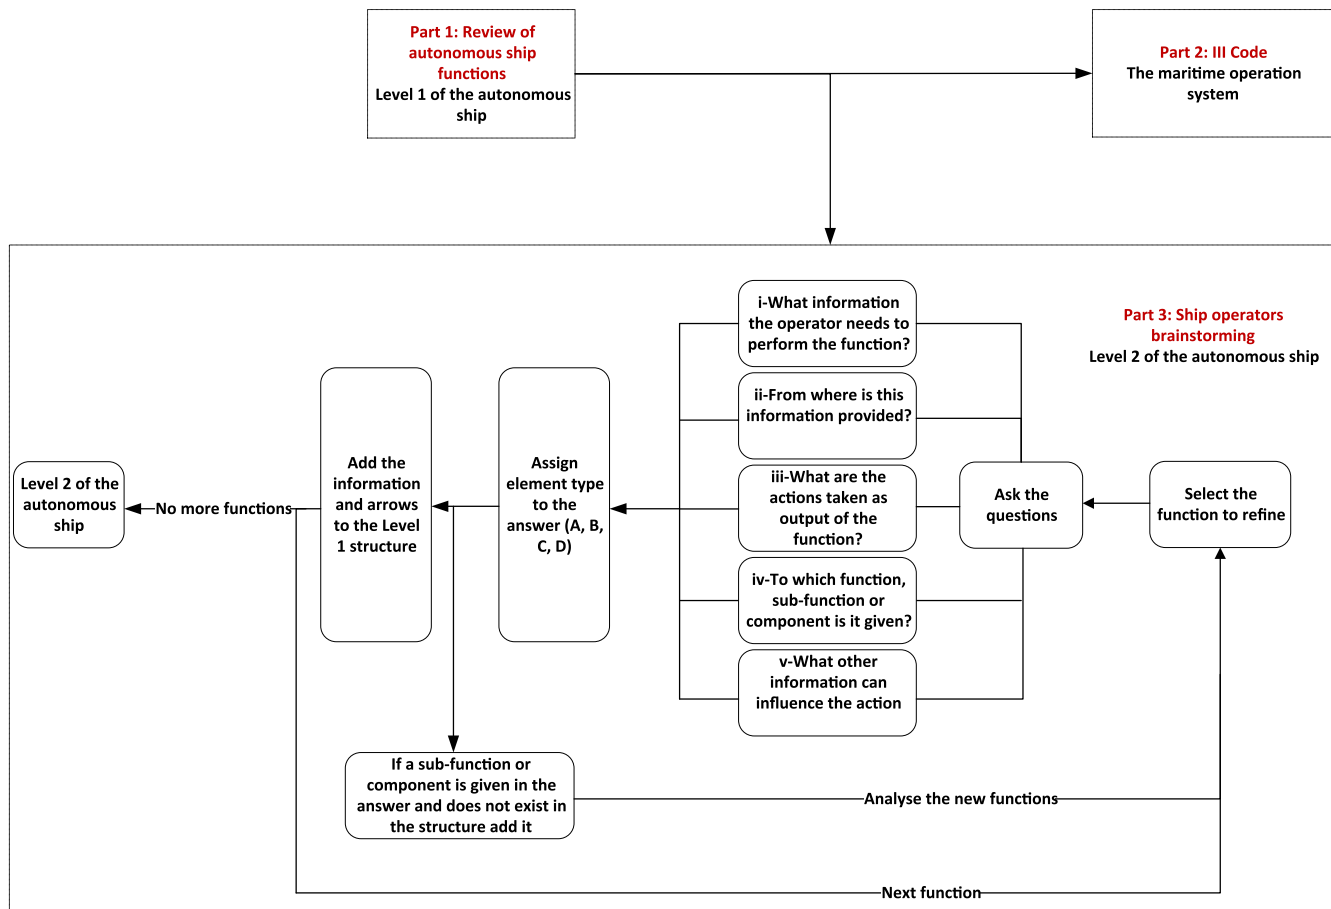 Part 1: Review of
autonomous ship
functions
Level 1 of the autonomous
ship
Part 2: III Code
The maritime operation
system
Part 3: Ship operators
brainstorming
Level 2 of the autonomous ship
i-What information
the operator needs to
perform the function?
ii-From where is this
information provided?
iii-What are the
actions taken as
output of the
function?
iv-To which function,
sub-function or
component is it given?
v-What other
information can
influence the action
Select the
function to refine
Ask the
questions
Assign
element type
to the
answer (A, B,
C, D)
Add the
information
and arrows
to the Level
1 structure
No more functions
Level 2 of the
autonomous
ship
If a sub-function or
component is given in the
answer and does not exist in
the structure add it
Analyse the new functions
Next function